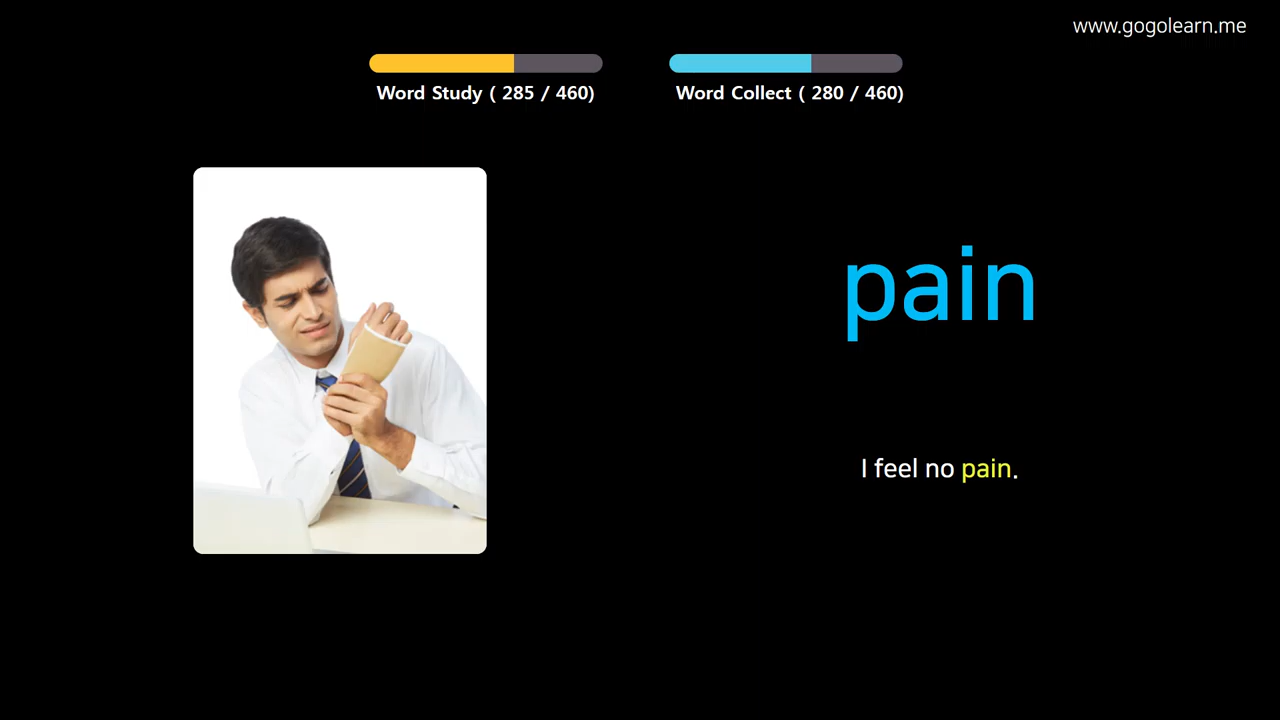 www.gogolearn.me
Word Study ( 285 / 460)
Word Collect ( 280 / 460)
pain
I feel no pain.